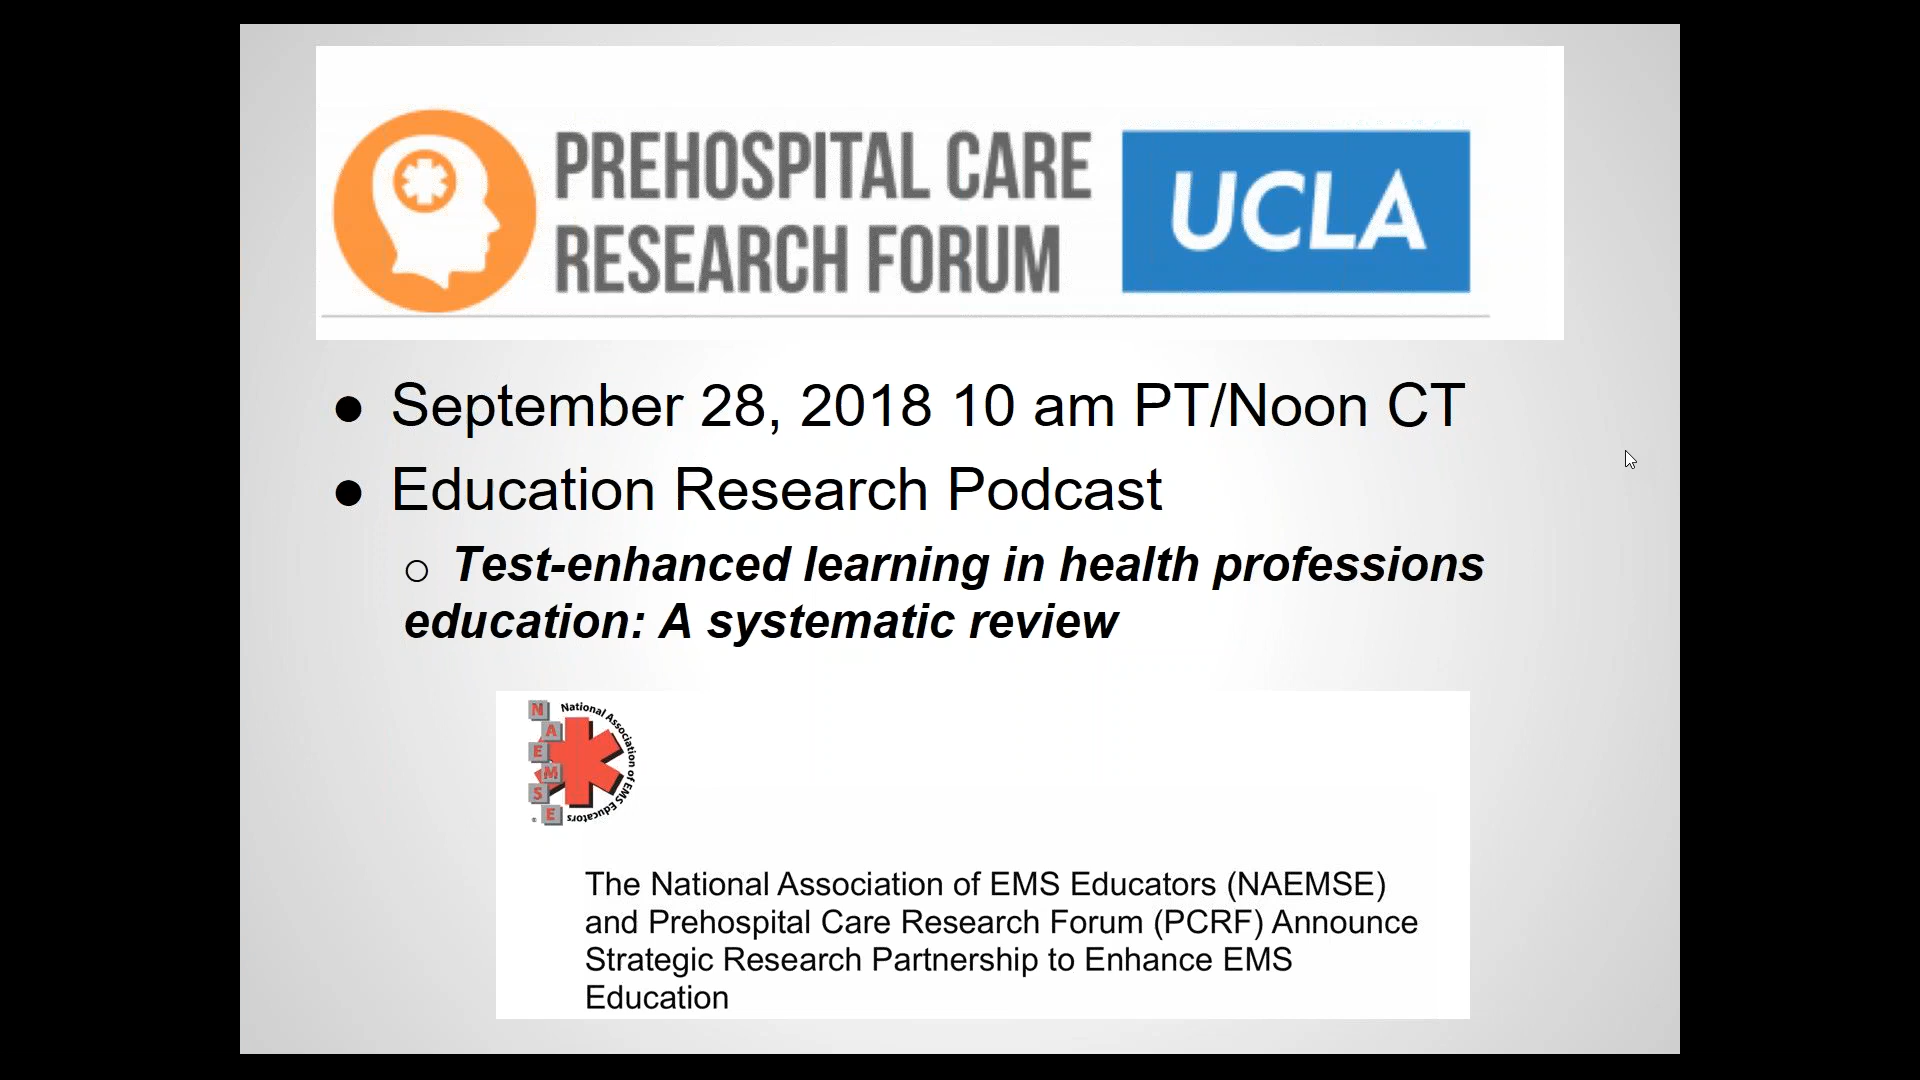 PREHOSPITAL CARE
RESEARCH FORUM
UCLA
● September 28, 2018 10 am PT/Noon CT
● Education Research Podcast
○ Test-enhanced learning in health professions
education: A systematic review
NAEMSE
National Association of EMS Educators
®
The National Association of EMS Educators (NAEMSE)
and Prehospital Care Research Forum (PCRF) Announce
Strategic Research Partnership to Enhance EMS
Education